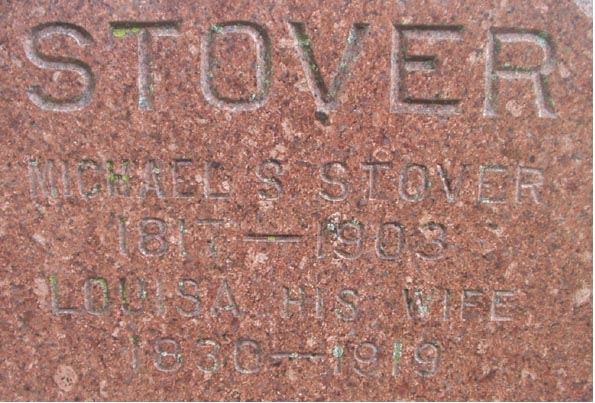 STOVER
MICHAEL S STOVER
1817—1903
LOUISA HIS WIFE
1830—1919